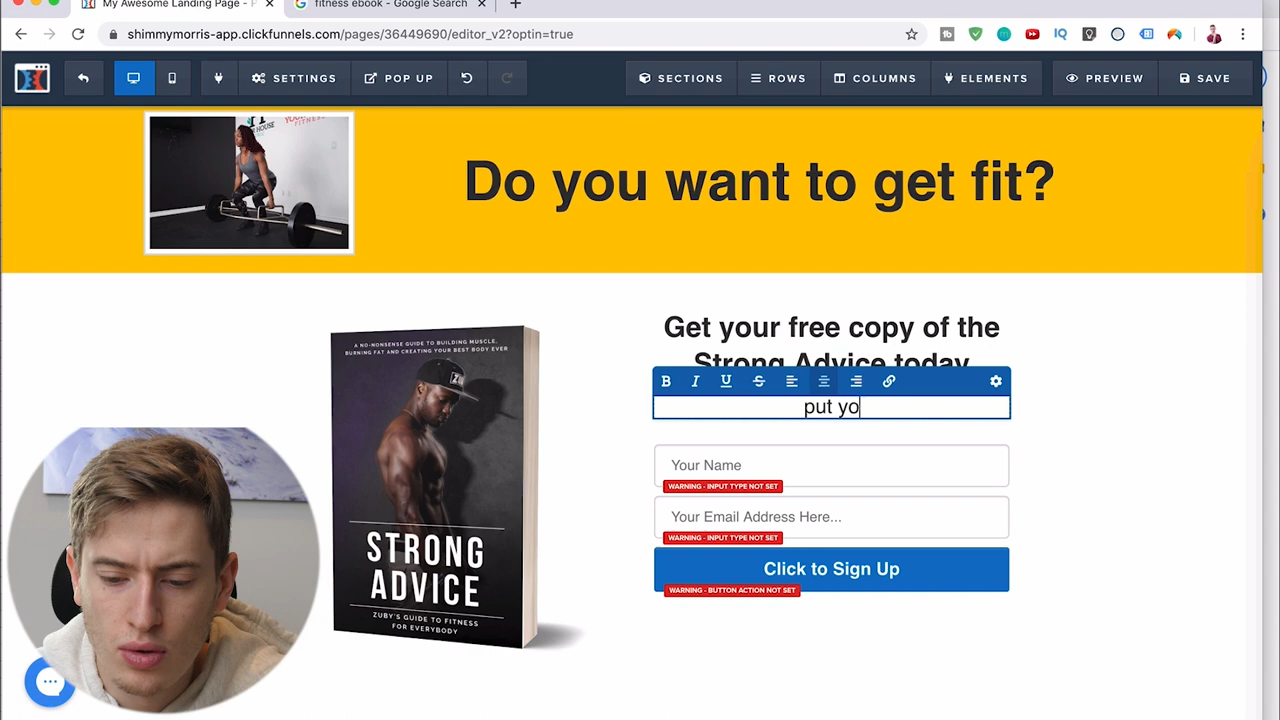 My Awesome Landing Page - P
fitness ebook - Google Search
shimmymorris-app.clickfunnels.com/pages/36449690/editor_v2?optin=true
SETTINGS
POP UP
SECTIONS
ROWS
COLUMNS
ELEMENTS
PREVIEW
SAVE
Do you want to get fit?
Get your free copy of the
Strong Advice today
put yo
Your Name
WARNING - INPUT TYPE NOT SET
Your Email Address Here...
WARNING - INPUT TYPE NOT SET
Click to Sign Up
WARNING - BUTTON ACTION NOT SET
A NO-NONSENSE GUIDE TO BUILDING MUSCLE,
BURNING FAT AND CREATING YOUR BEST BODY EVER
STRONG
ADVICE
ZUBY'S GUIDE TO FITNESS
FOR EVERYBODY